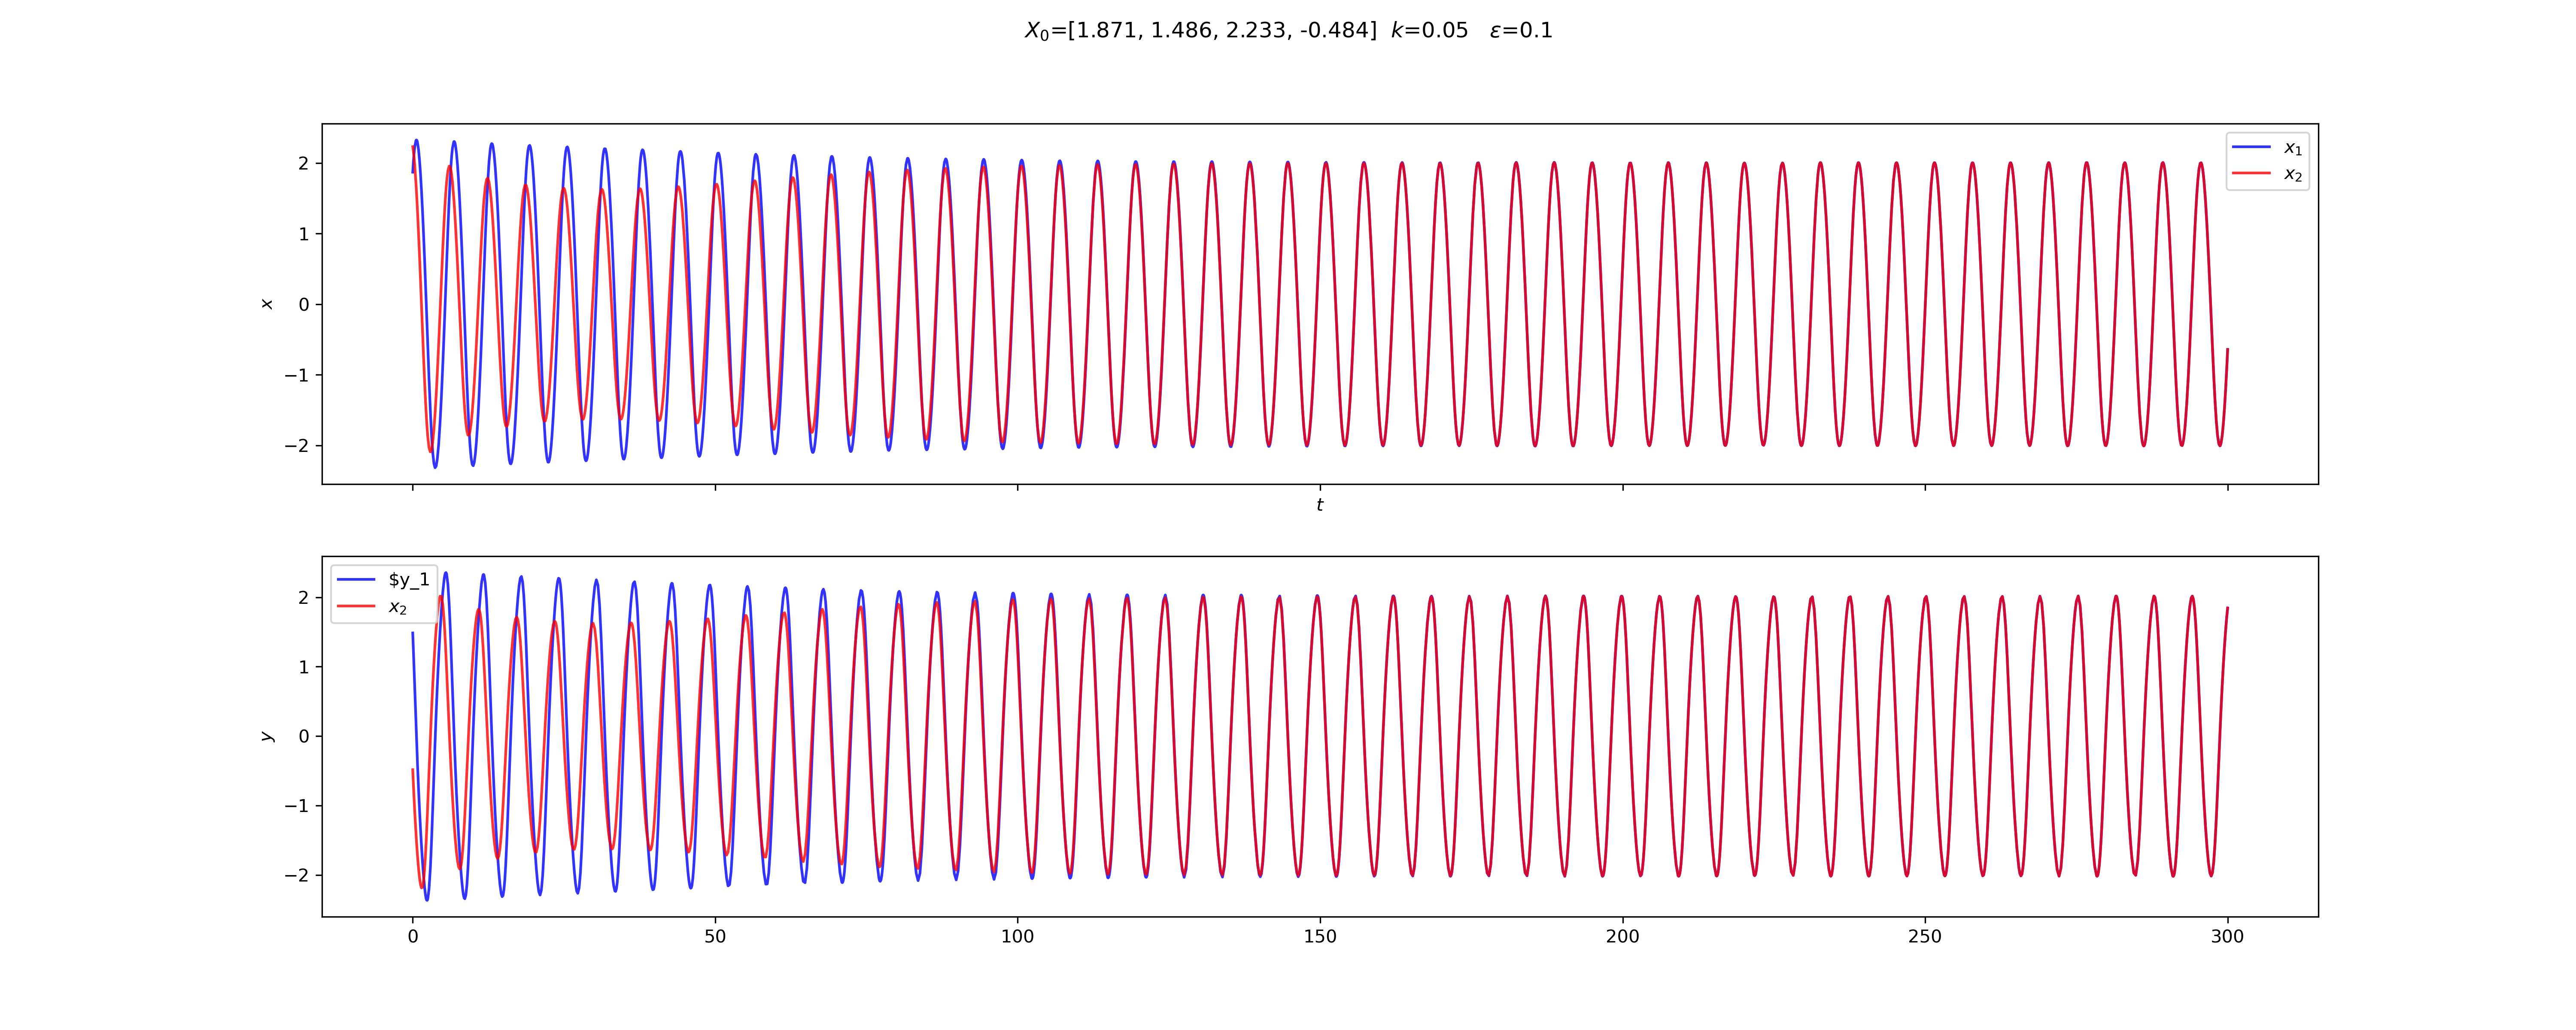 X₀=[1.871, 1.486, 2.233, -0.484] k=0.05 ε=0.1
2
1
0
−1
−2
x
x₁
x₂
t
2
1
0
−1
−2
y
$y_1
x₂
0 50 100 150 200 250 300